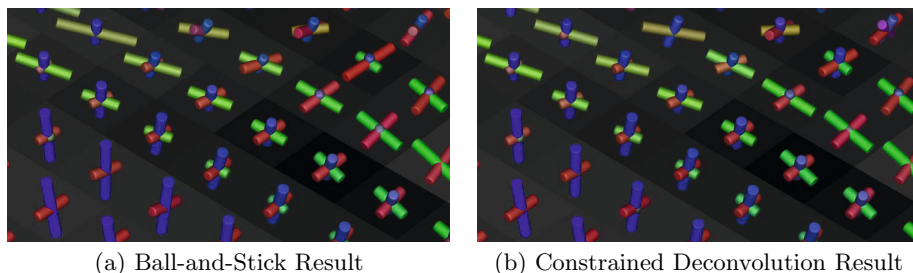 (a) Ball-and-Stick Result
(b) Constrained Deconvolution Result